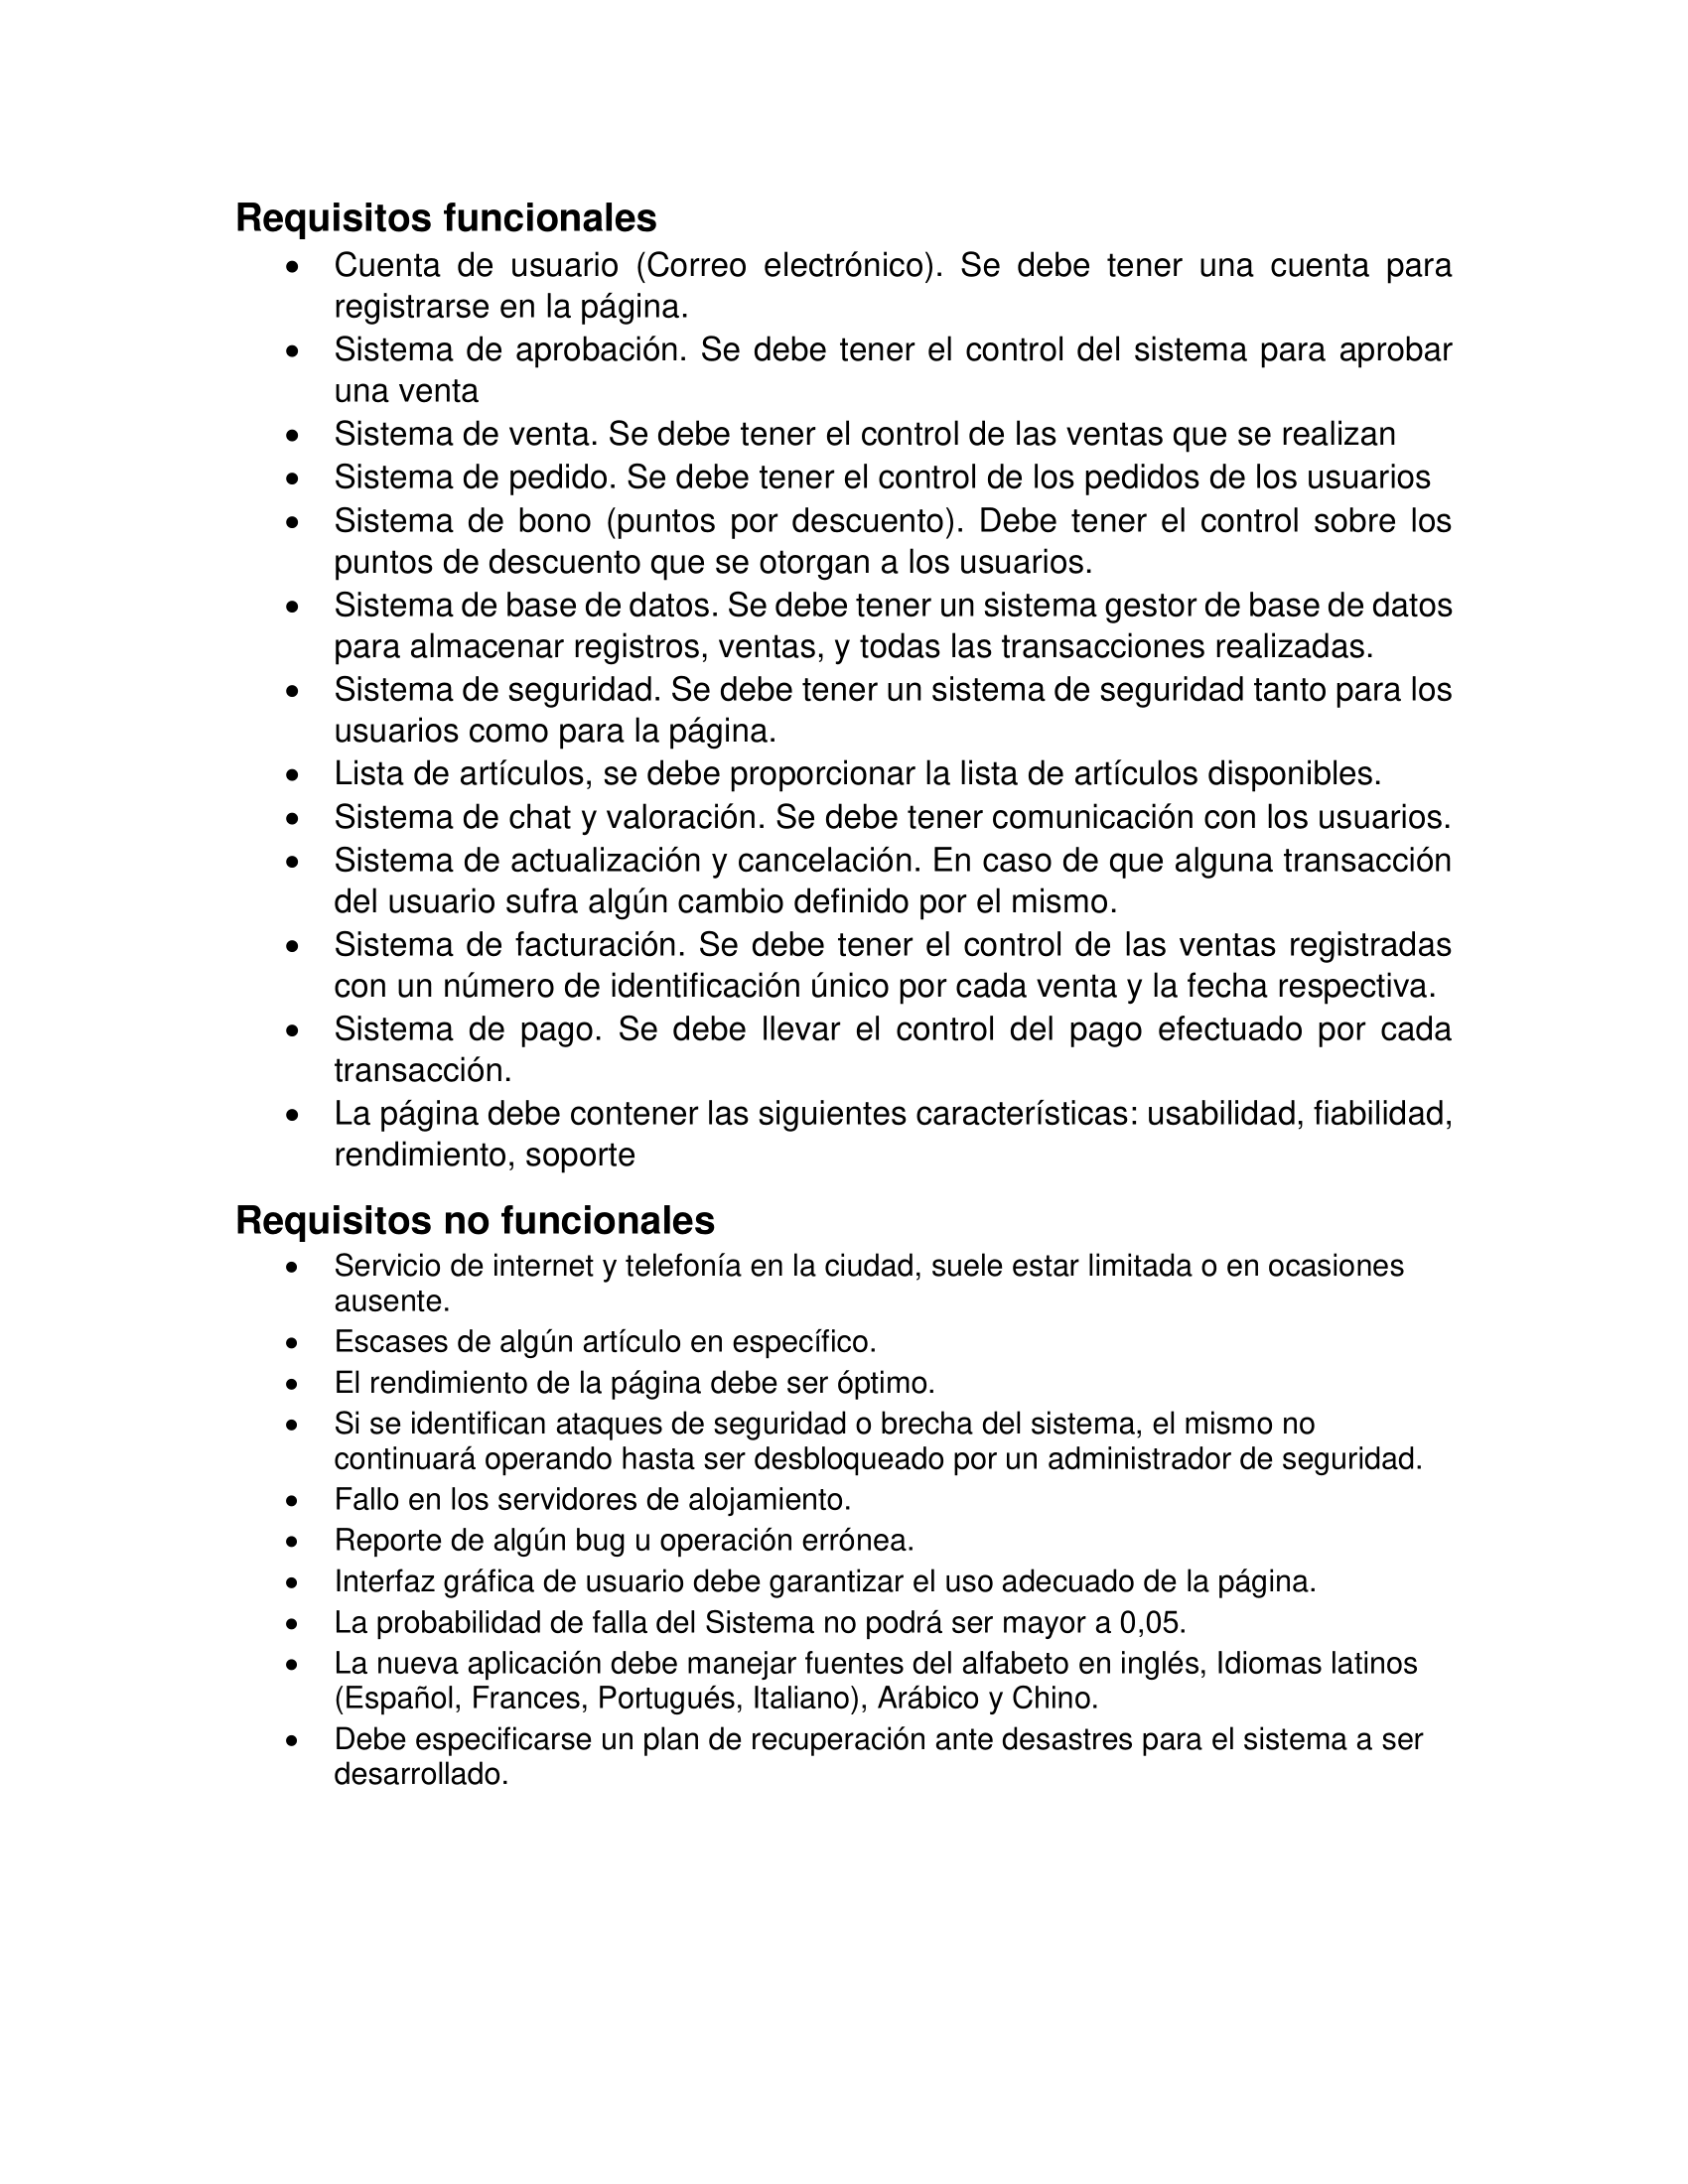 Requisitos funcionales
• Cuenta de usuario (Correo electrónico). Se debe tener una cuenta para
registrarse en la página.
• Sistema de aprobación. Se debe tener el control del sistema para aprobar
una venta
• Sistema de venta. Se debe tener el control de las ventas que se realizan
• Sistema de pedido. Se debe tener el control de los pedidos de los usuarios
• Sistema de bono (puntos por descuento). Debe tener el control sobre los
puntos de descuento que se otorgan a los usuarios.
• Sistema de base de datos. Se debe tener un sistema gestor de base de datos
para almacenar registros, ventas, y todas las transacciones realizadas.
• Sistema de seguridad. Se debe tener un sistema de seguridad tanto para los
usuarios como para la página.
• Lista de artículos, se debe proporcionar la lista de artículos disponibles.
• Sistema de chat y valoración. Se debe tener comunicación con los usuarios.
• Sistema de actualización y cancelación. En caso de que alguna transacción
del usuario sufra algún cambio definido por el mismo.
• Sistema de facturación. Se debe tener el control de las ventas registradas
con un número de identificación único por cada venta y la fecha respectiva.
• Sistema de pago. Se debe llevar el control del pago efectuado por cada
transacción.
• La página debe contener las siguientes características: usabilidad, fiabilidad,
rendimiento, soporte
Requisitos no funcionales
• Servicio de internet y telefonía en la ciudad, suele estar limitada o en ocasiones
ausente.
• Escases de algún artículo en específico.
• El rendimiento de la página debe ser óptimo.
• Si se identifican ataques de seguridad o brecha del sistema, el mismo no
continuará operando hasta ser desbloqueado por un administrador de seguridad.
• Fallo en los servidores de alojamiento.
• Reporte de algún bug u operación errónea.
• Interfaz gráfica de usuario debe garantizar el uso adecuado de la página.
• La probabilidad de falla del Sistema no podrá ser mayor a 0,05.
• La nueva aplicación debe manejar fuentes del alfabeto en inglés, Idiomas latinos
(Español, Frances, Portugués, Italiano), Arábico y Chino.
• Debe especificarse un plan de recuperación ante desastres para el sistema a ser
desarrollado.